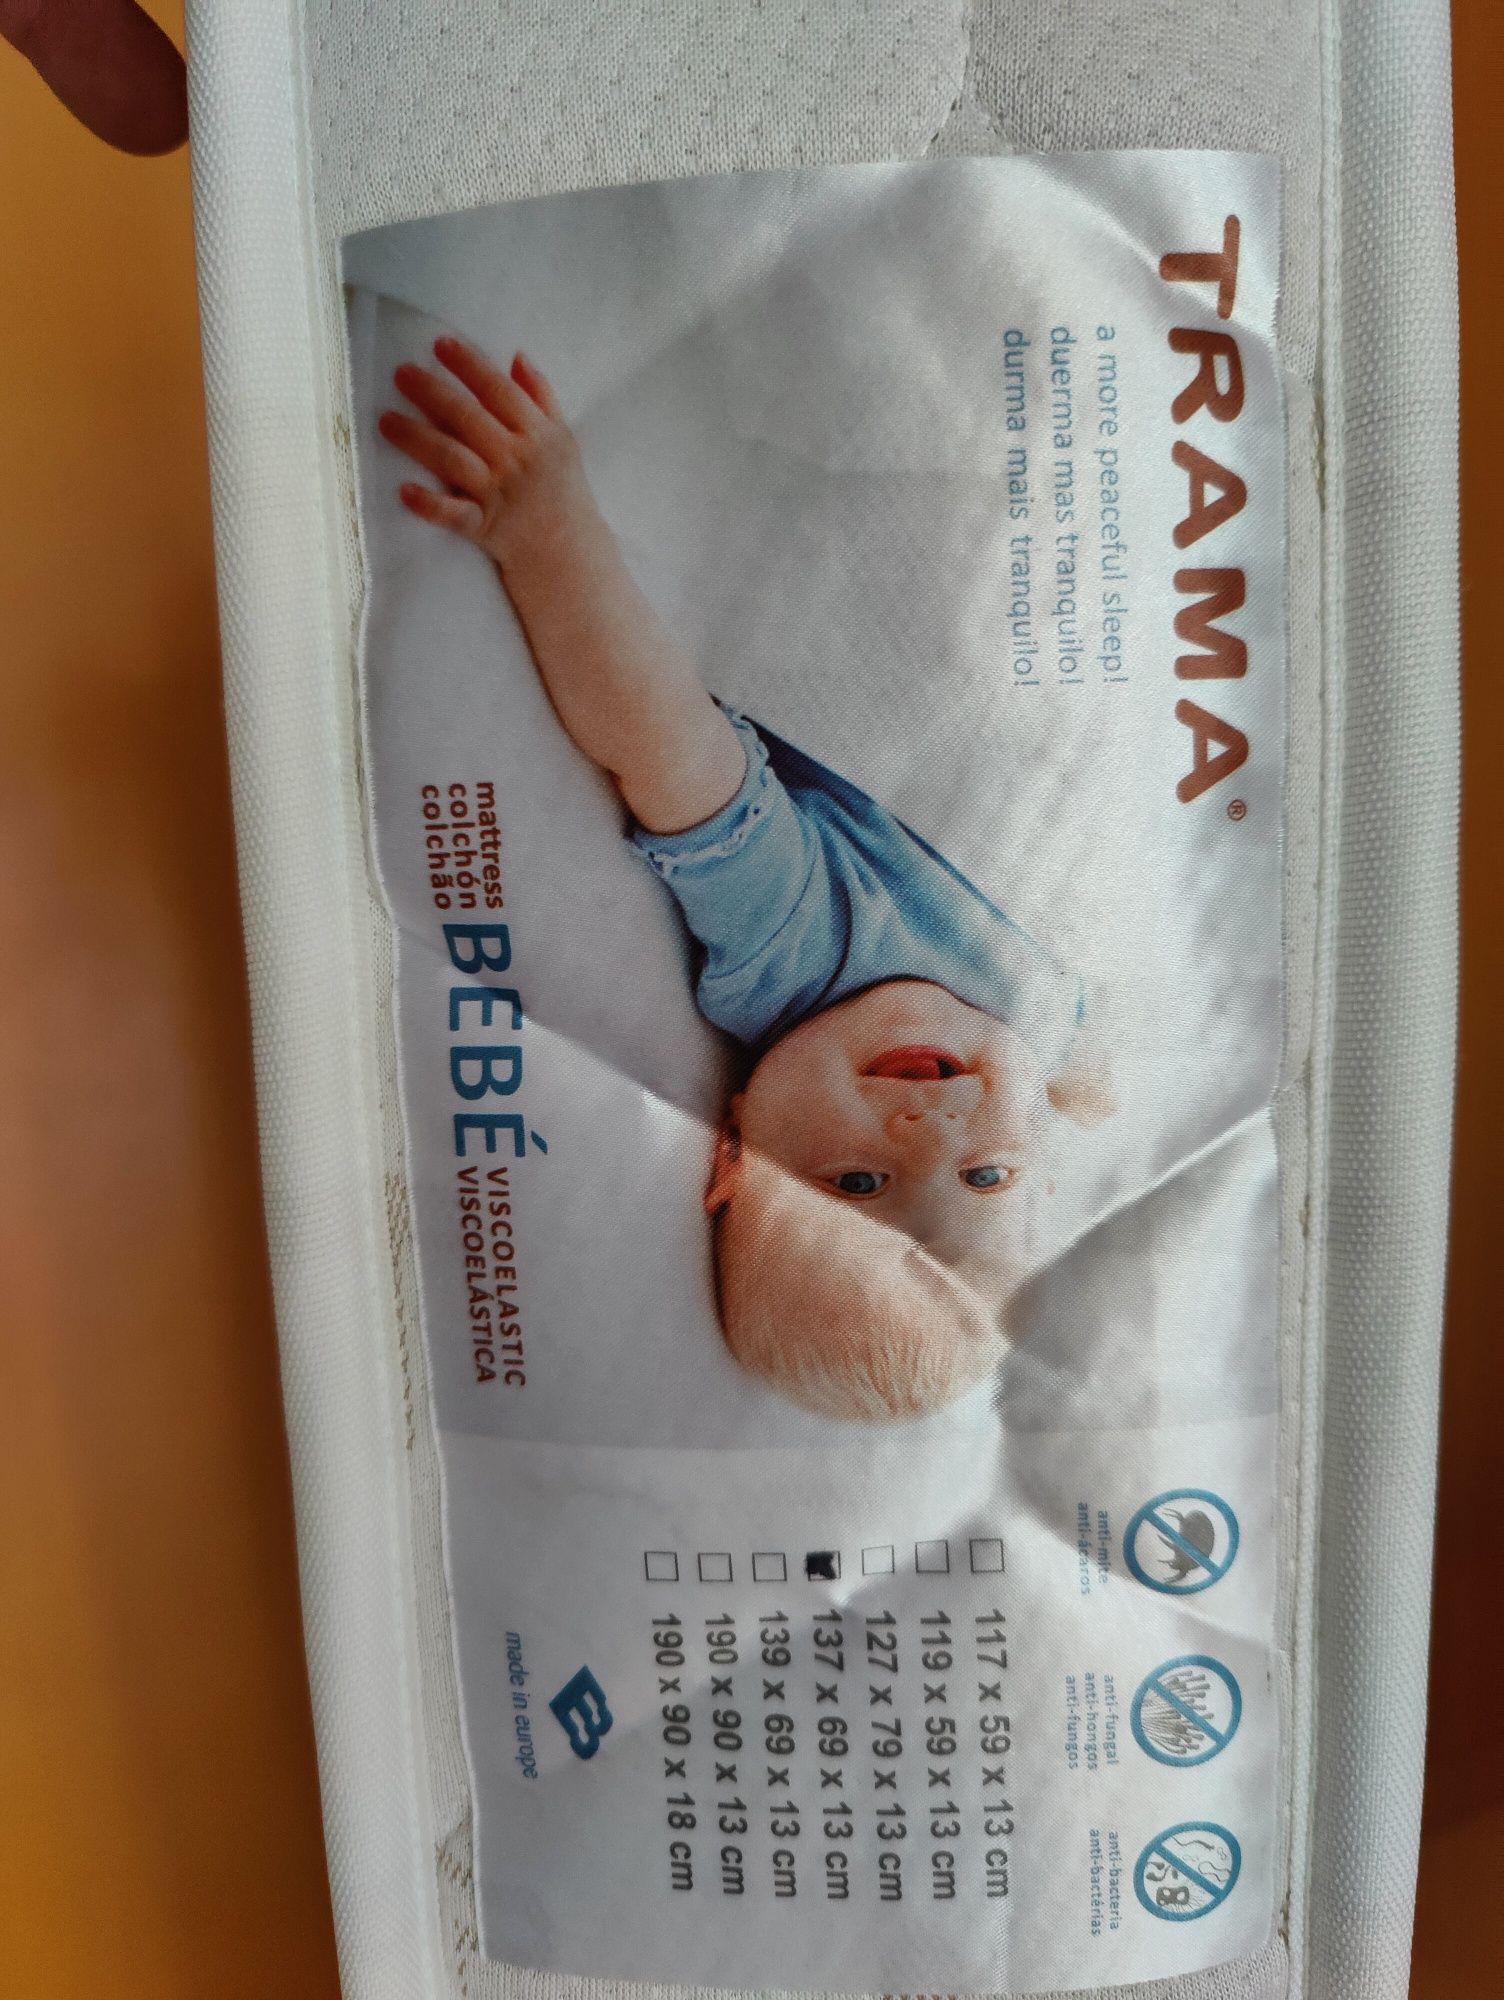 TRAMA®
a more peaceful sleep!
duerma mas tranquilo!
durma mais tranquilo!
mattress
colchón
colchão
BEBÉ
VISCOELASTIC
VISCOELÁSTICA
anti-mite
anti-ácaros
anti-fungal
anti-hongos
anti-fungos
anti-bacteria
anti-bactérias
117 x 59 x 13 cm
119 x 59 x 13 cm
127 x 79 x 13 cm
137 x 69 x 13 cm
139 x 69 x 13 cm
190 x 90 x 13 cm
190 x 90 x 18 cm
made in europe